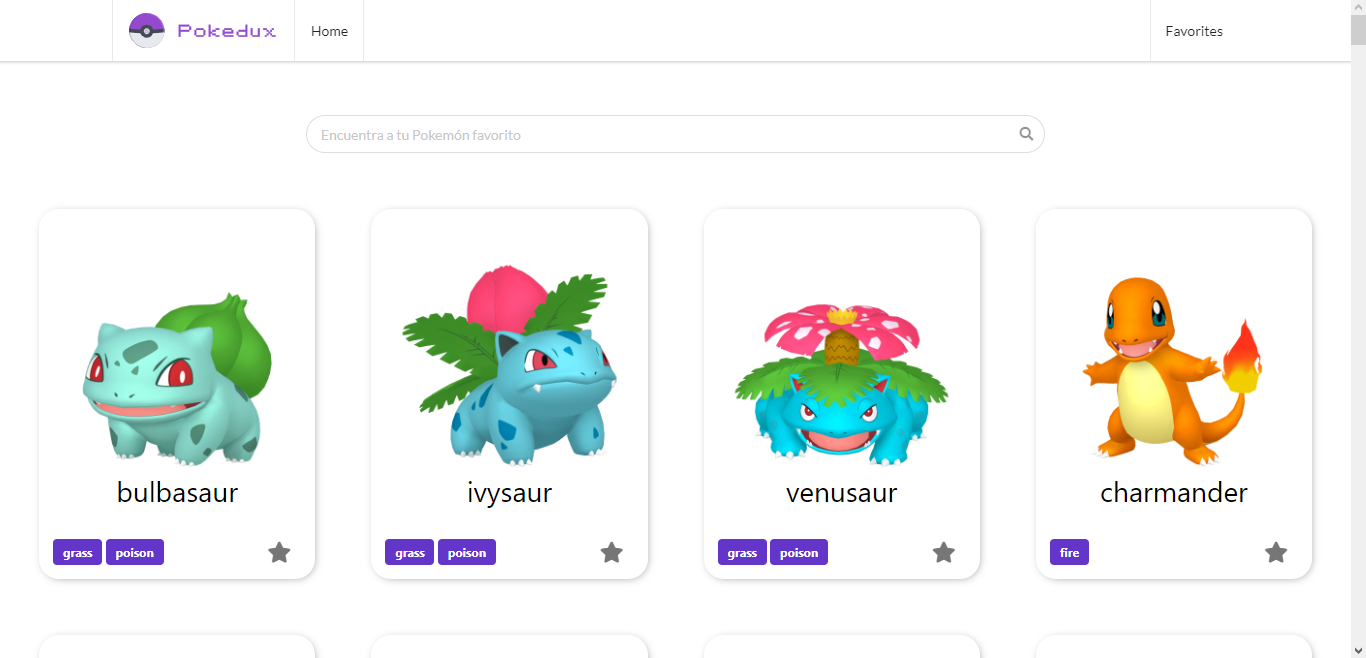 Pokedux
Home
Favorites
Encuentra a tu Pokemón favorito
bulbasaur
grass poison
ivysaur
grass poison
venusaur
grass poison
charmander
fire